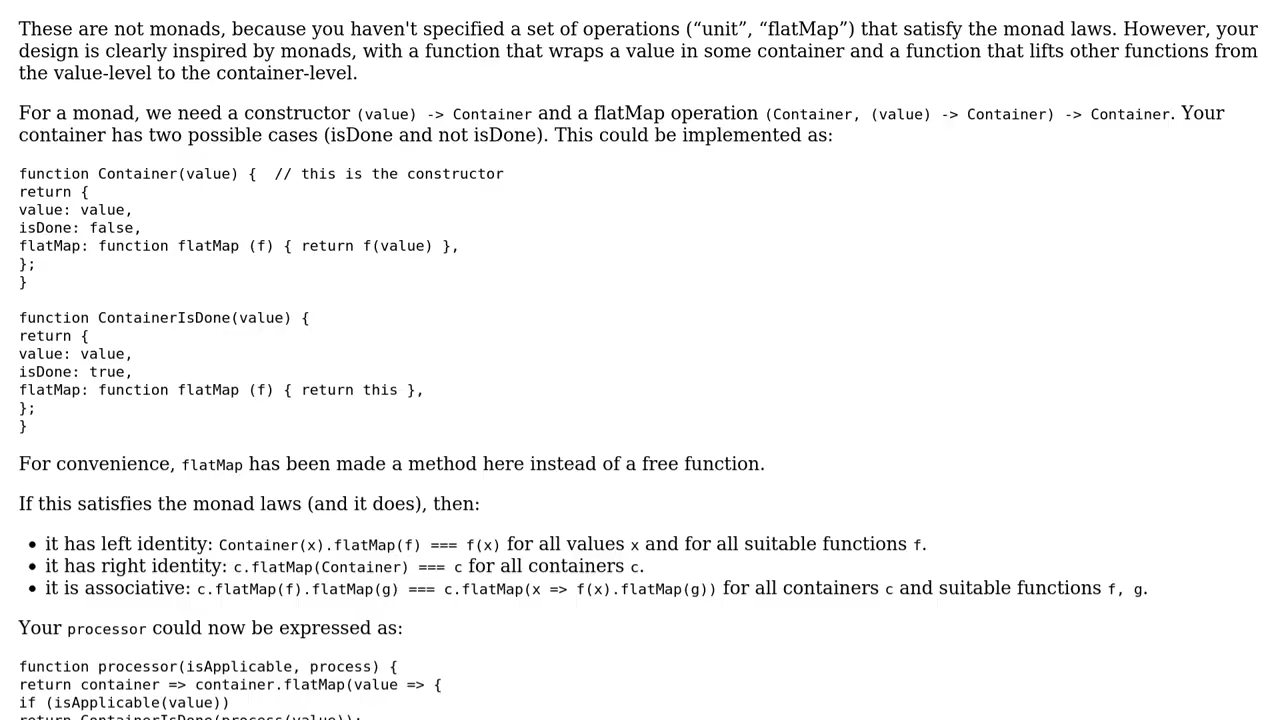 These are not monads, because you haven't specified a set of operations (“unit”, “flatMap”) that satisfy the monad laws. However, your
design is clearly inspired by monads, with a function that wraps a value in some container and a function that lifts other functions from
the value-level to the container-level.
For a monad, we need a constructor (value) -> Container and a flatMap operation (Container, (value) -> Container) -> Container. Your
container has two possible cases (isDone and not isDone). This could be implemented as:
function Container(value) {  // this is the constructor
return {
value: value,
isDone: false,
flatMap: function flatMap (f) { return f(value) },
};
}
function ContainerIsDone(value) {
return {
value: value,
isDone: true,
flatMap: function flatMap (f) { return this },
};
}
For convenience, flatMap has been made a method here instead of a free function.
If this satisfies the monad laws (and it does), then:
• it has left identity: Container(x).flatMap(f) === f(x) for all values x and for all suitable functions f.
• it has right identity: c.flatMap(Container) === c for all containers c.
• it is associative: c.flatMap(f).flatMap(g) === c.flatMap(x => f(x).flatMap(g)) for all containers c and suitable functions f, g.
Your processor could now be expressed as:
function processor(isApplicable, process) {
return container => container.flatMap(value => {
if (isApplicable(value))
return ContainerIsDone(process(value));